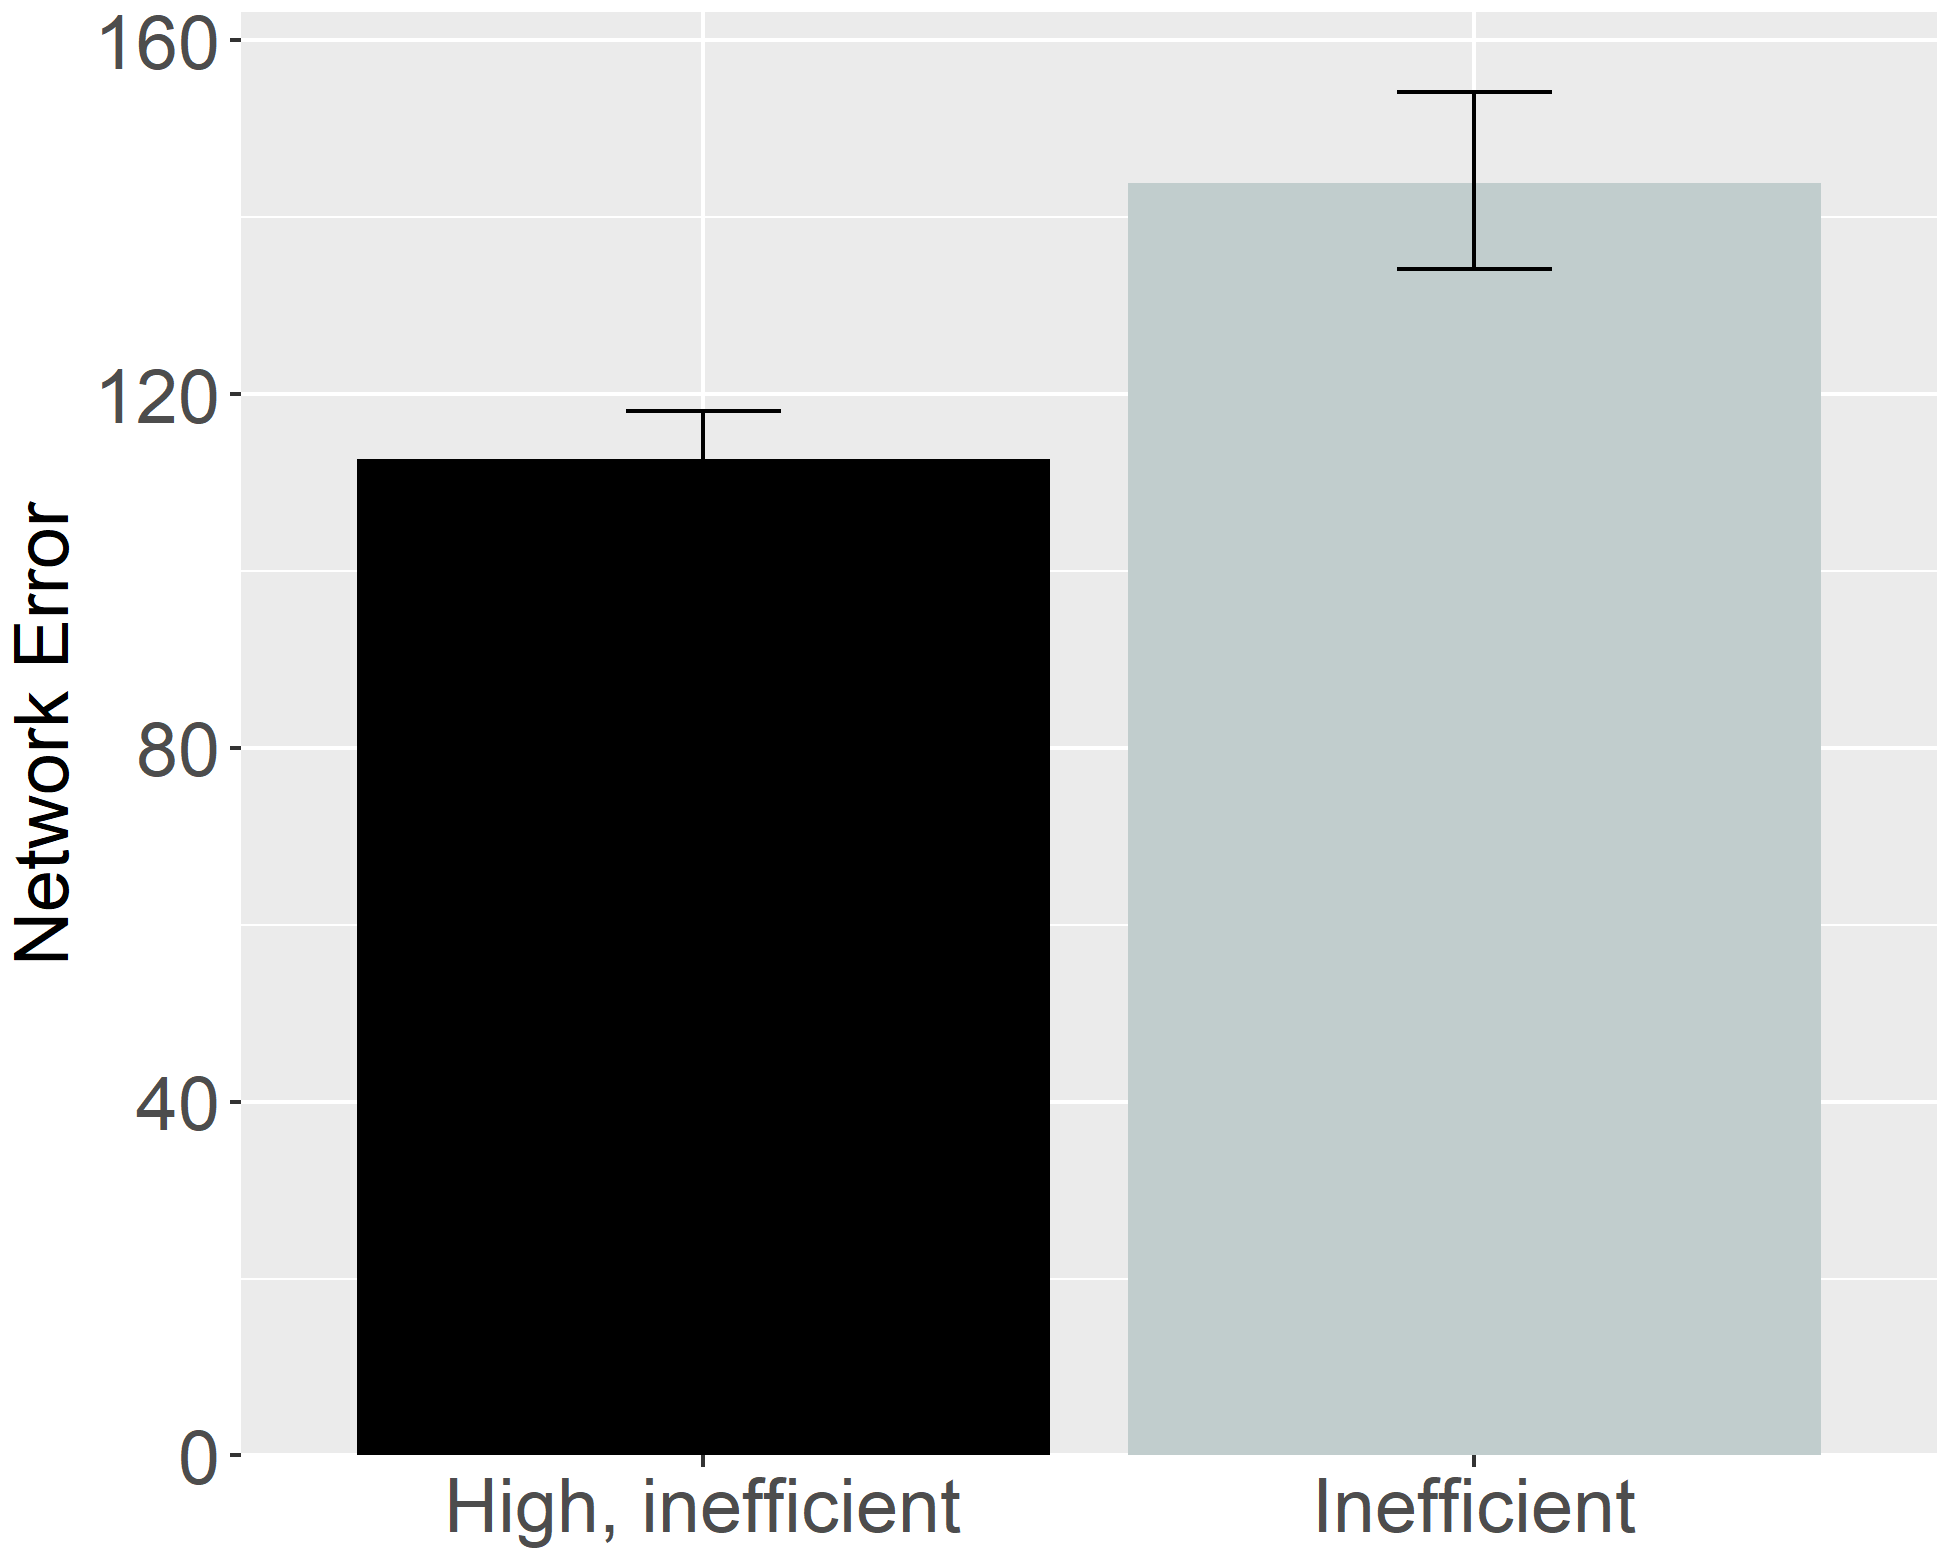 160
120
80
40
0
Network Error
High, inefficient
Inefficient